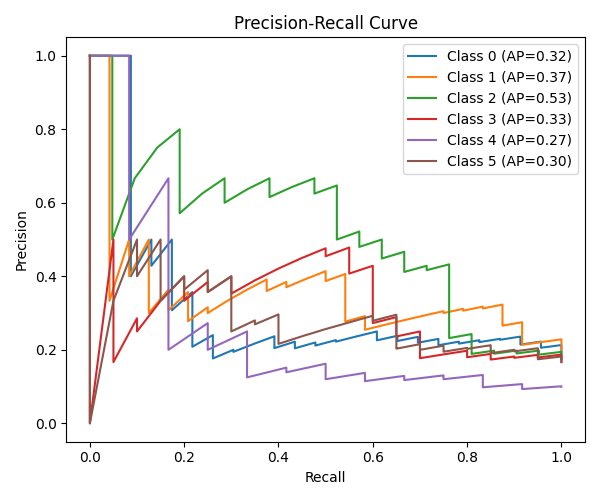 Precision-Recall Curve
Precision
1.0
0.8
0.6
0.4
0.2
0.0
Class 0 (AP=0.32)
Class 1 (AP=0.37)
Class 2 (AP=0.53)
Class 3 (AP=0.33)
Class 4 (AP=0.27)
Class 5 (AP=0.30)
0.0 0.2 0.4 0.6 0.8 1.0
Recall